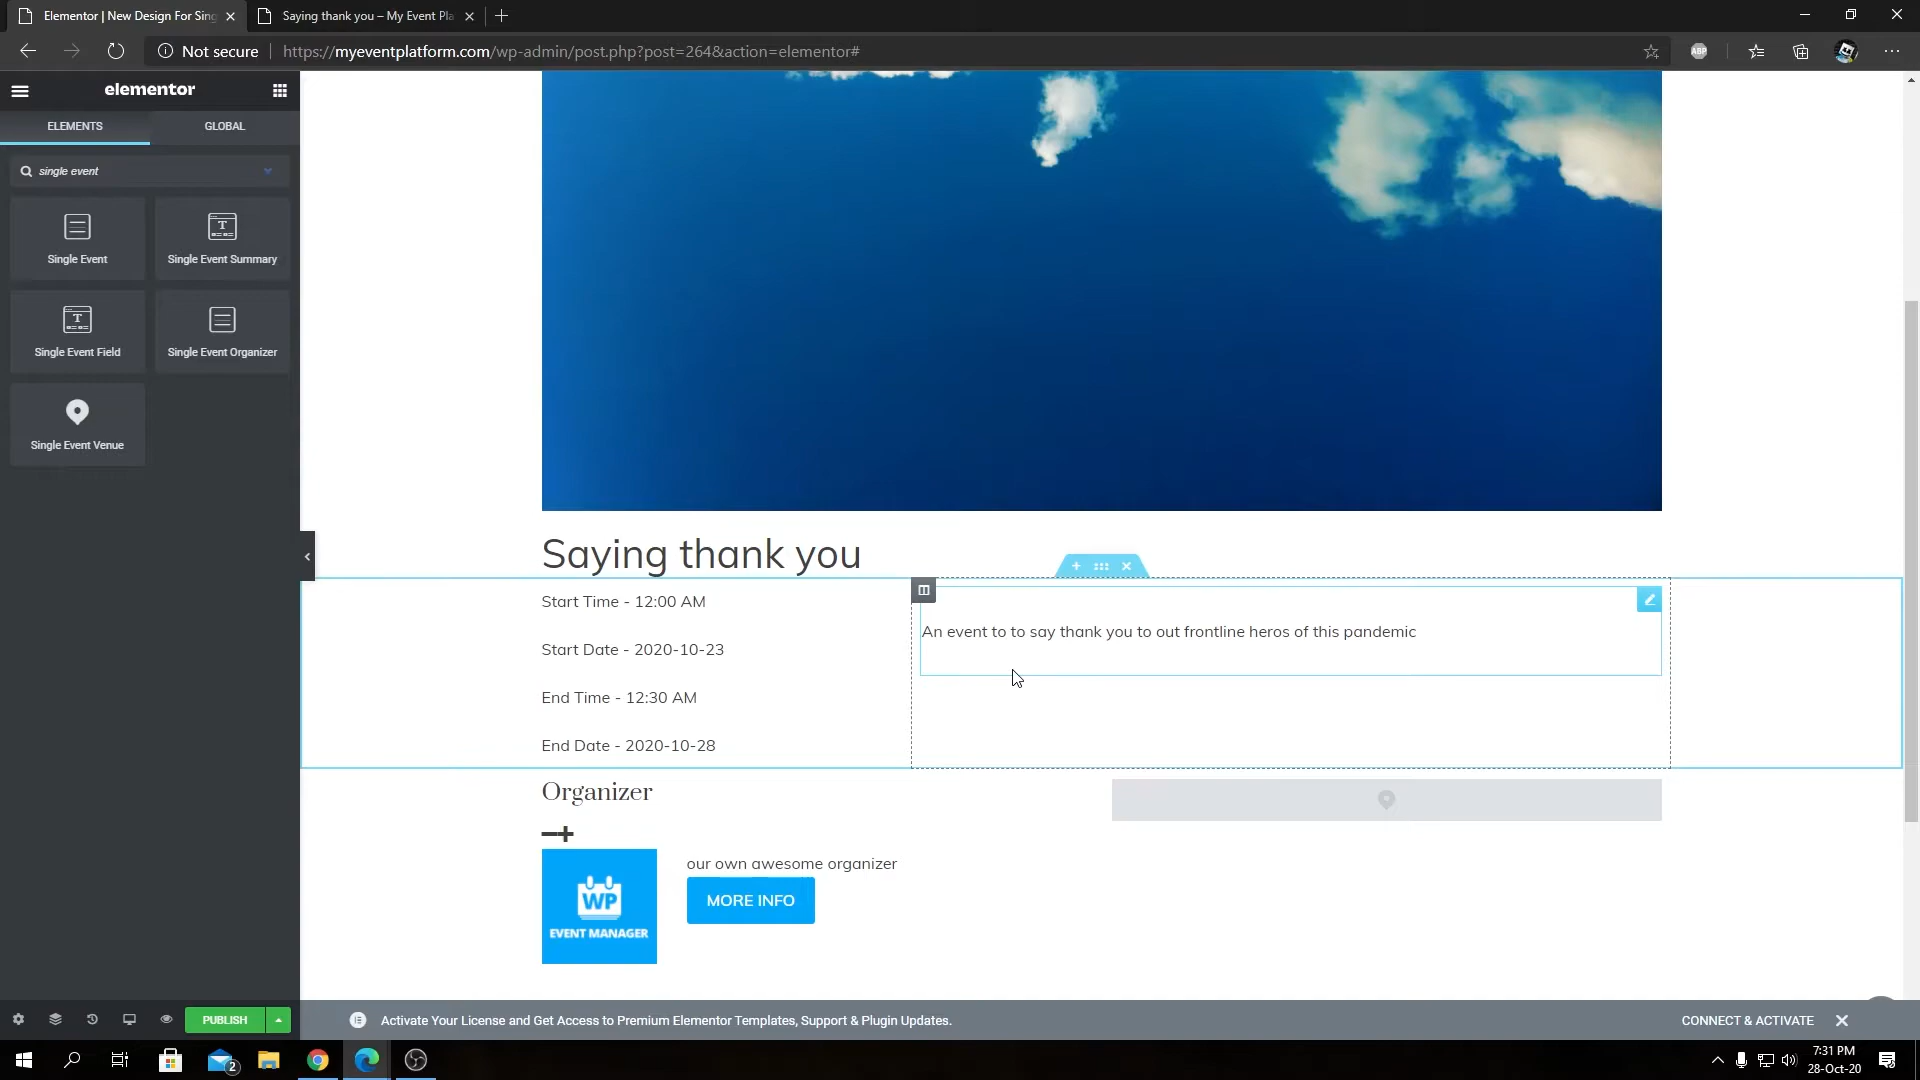 Elementor | New Design For Sing
Saying thank you – My Event Pla
Not secure
https://myeventplatform.com/wp-admin/post.php?post=264&action=elementor#
ABP
elementor
ELEMENTS
GLOBAL
single event
Single Event
Single Event Summary
Single Event Field
Single Event Organizer
Single Event Venue
Saying thank you
Start Time - 12:00 AM
Start Date - 2020-10-23
End Time - 12:30 AM
End Date - 2020-10-28
An event to to say thank you to out frontline heros of this pandemic
Organizer
our own awesome organizer
MORE INFO
WP
EVENT MANAGER
PUBLISH
Activate Your License and Get Access to Premium Elementor Templates, Support & Plugin Updates.
CONNECT & ACTIVATE
2
7:31 PM
28-Oct-20